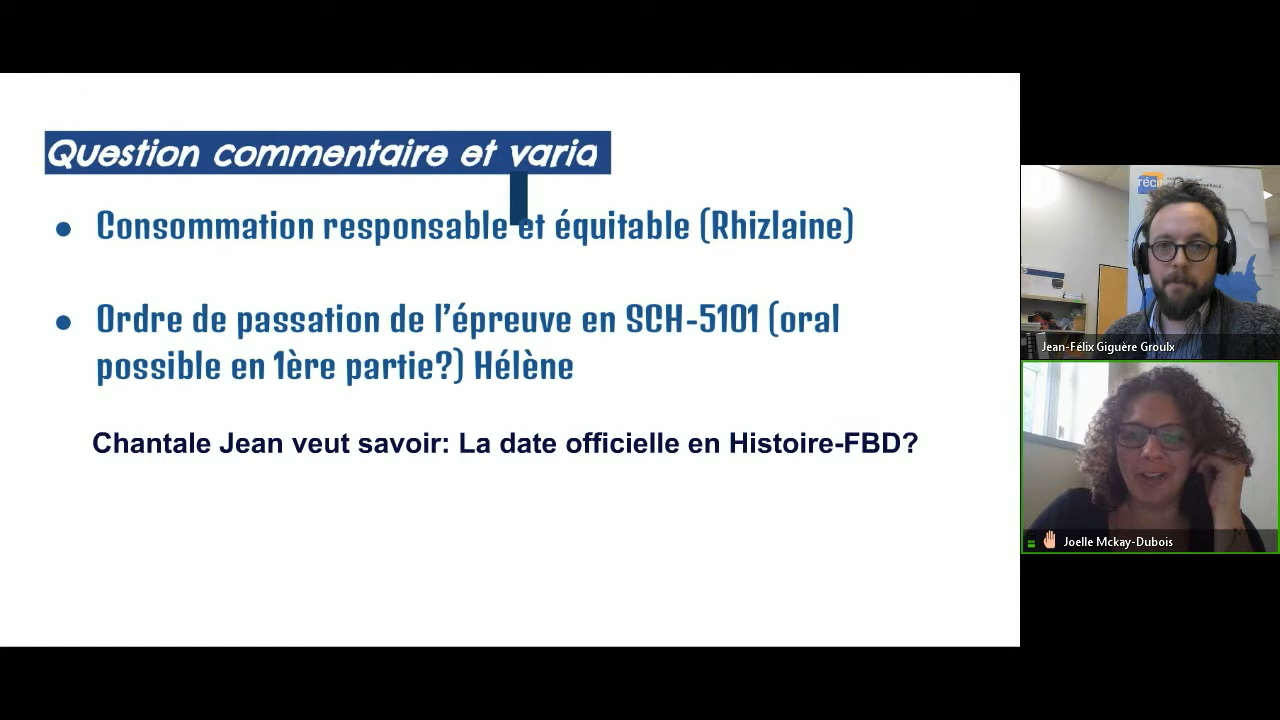 Question commentaire et varia
Consommation responsable et équitable (Rhizlaine)
Ordre de passation de l'épreuve en SCH-5101 (oral
possible en 1ère partie?) Hélène
Chantale Jean veut savoir: La date officielle en Histoire-FBD?
récit
Jean-Félix Giguère Groulx
Joelle Mckay-Dubois